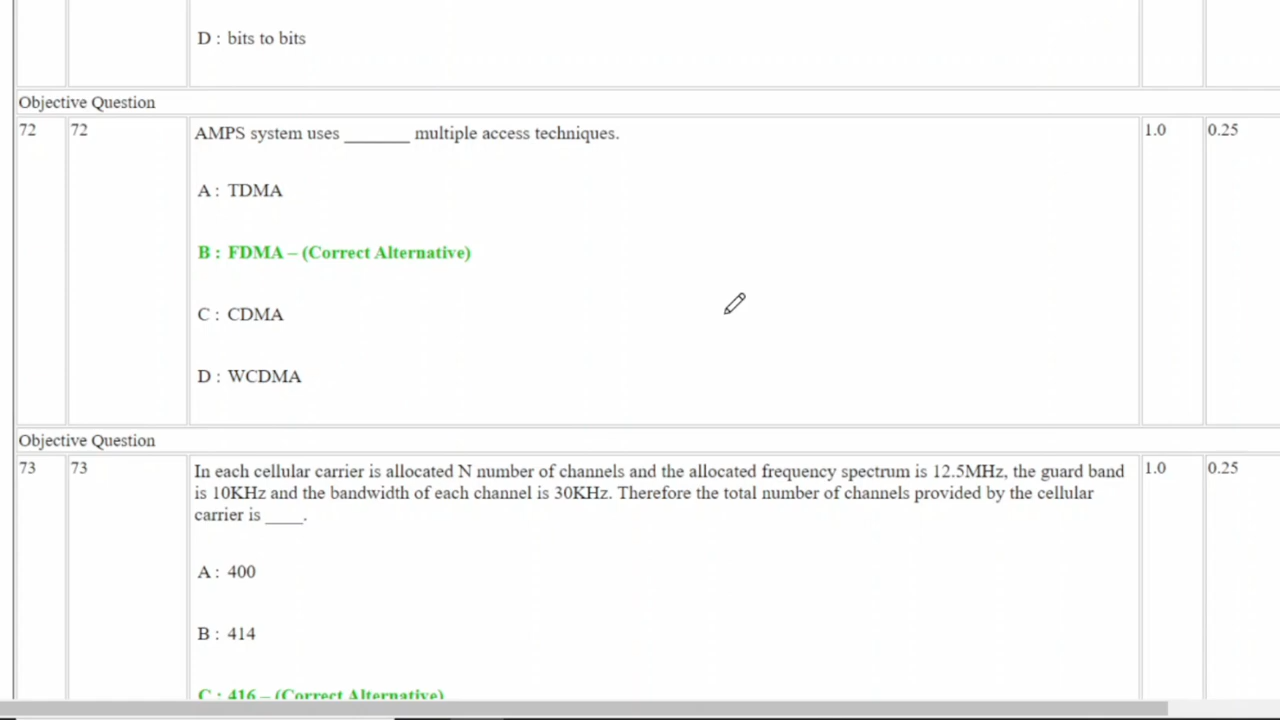 D : bits to bits
Objective Question
72 72 AMPS system uses _______ multiple access techniques. 1.0 0.25
A : TDMA
B : FDMA – (Correct Alternative)
C : CDMA
D : WCDMA
Objective Question
73 73 In each cellular carrier is allocated N number of channels and the allocated frequency spectrum is 12.5MHz, the guard band 1.0 0.25
is 10KHz and the bandwidth of each channel is 30KHz. Therefore the total number of channels provided by the cellular
carrier is ____.
A : 400
B : 414
C : 416 – (Correct Alternative)